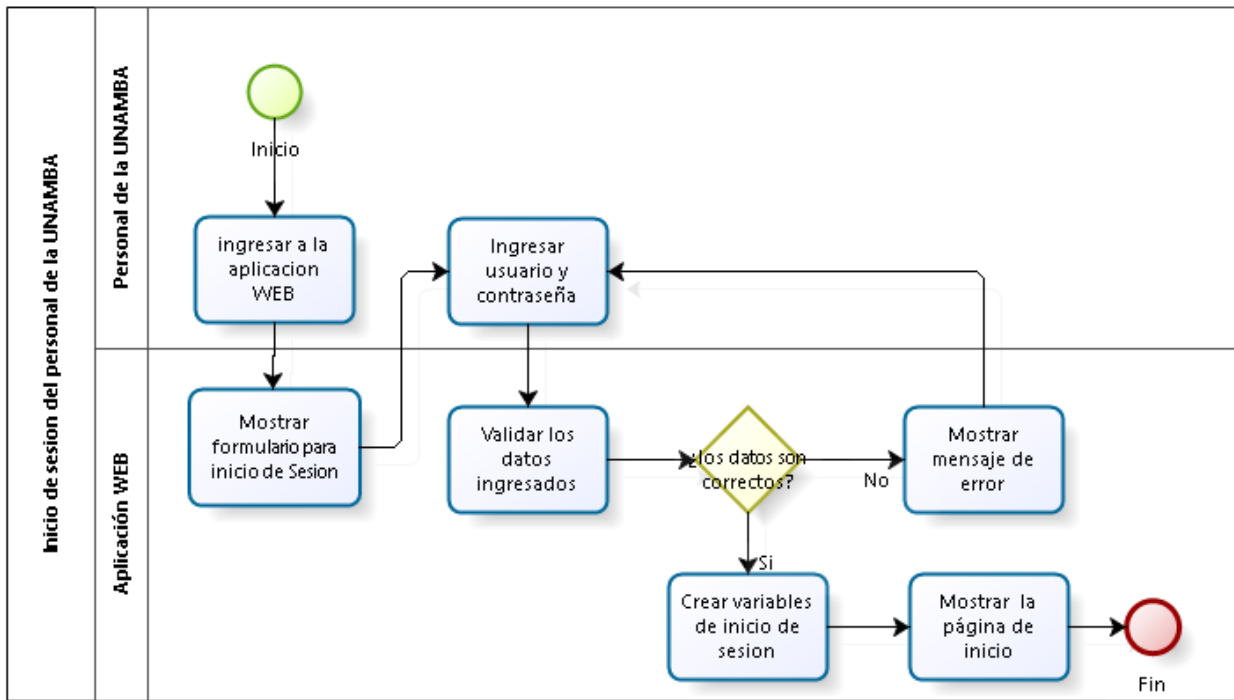 Inicio de sesion del personal de la UNAMBA
Personal de la UNAMBA
Inicio
ingresar a la
aplicacion
WEB
Ingresar
usuario y
contraseña
Aplicación WEB
Mostrar
formulario para
inicio de Sesion
Validar los
datos
ingresados
¿los datos son
correctos?
No
Mostrar
mensaje de
error
Si
Crear variables
de inicio de
sesion
Mostrar la
página de
inicio
Fin